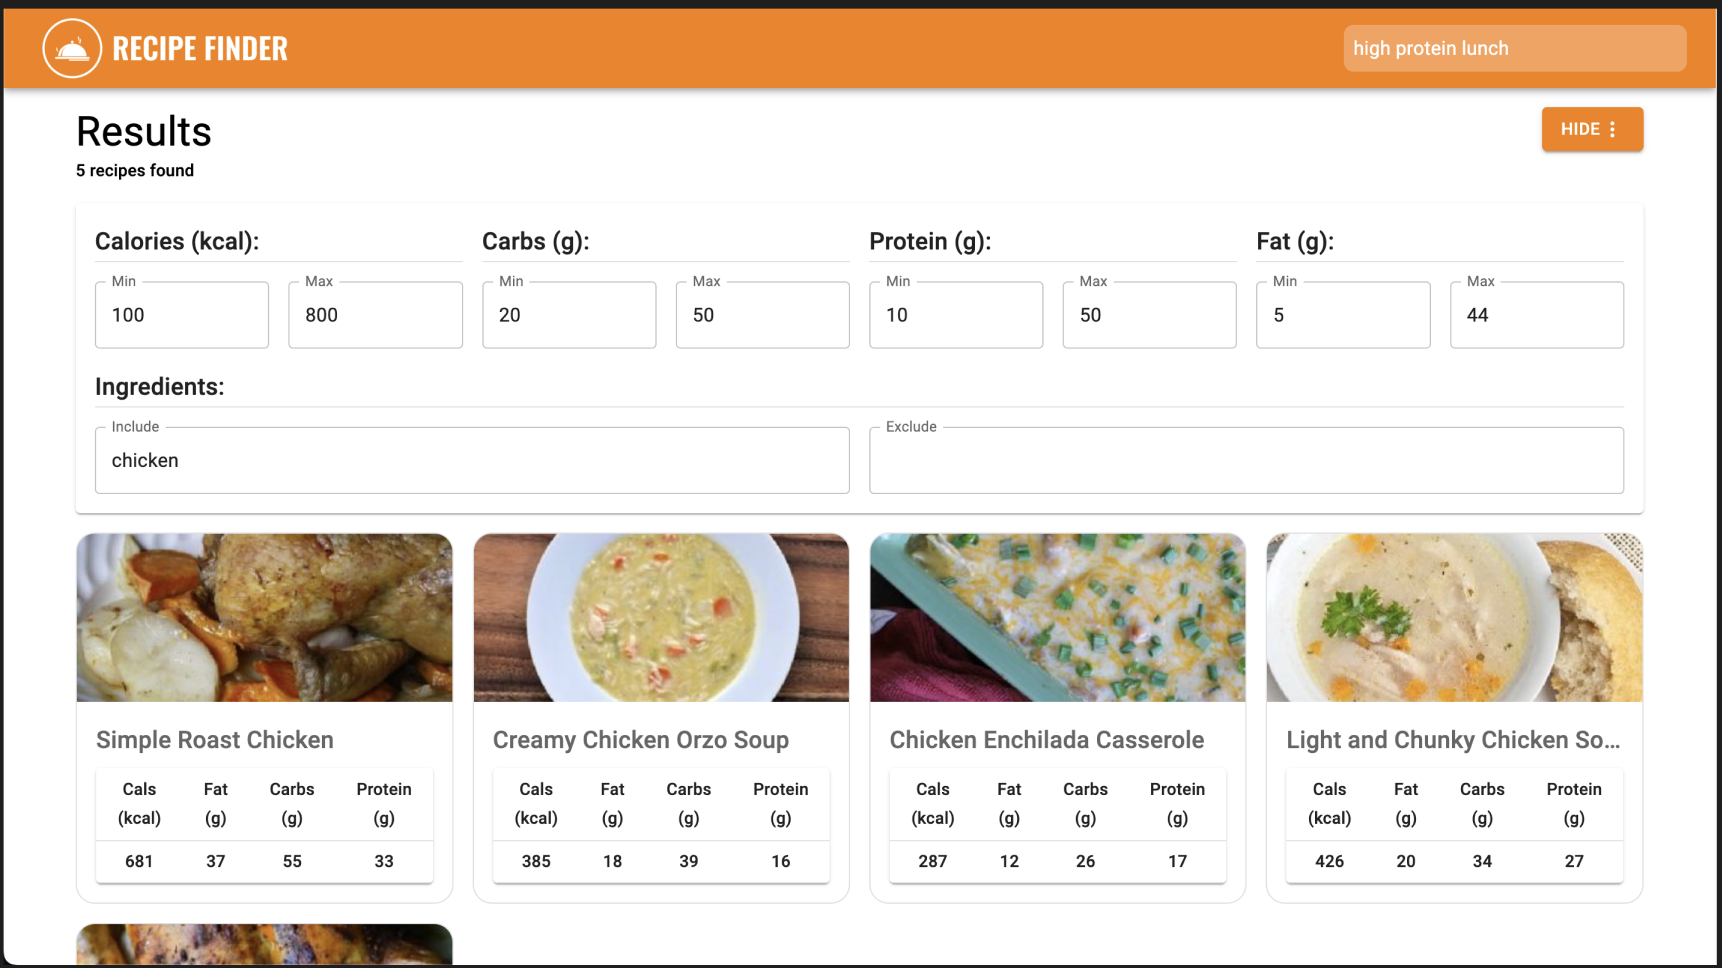 RECIPE FINDER
high protein lunch
Results
HIDE
5 recipes found
Calories (kcal):
Min
100
Max
800
Carbs (g):
Min
20
Max
50
Protein (g):
Min
10
Max
50
Fat (g):
Min
5
Max
44
Ingredients:
Include
chicken
Exclude
Simple Roast Chicken
Cals Fat Carbs Protein
(kcal) (g) (g) (g)
681 37 55 33
Creamy Chicken Orzo Soup
Cals Fat Carbs Protein
(kcal) (g) (g) (g)
385 18 39 16
Chicken Enchilada Casserole
Cals Fat Carbs Protein
(kcal) (g) (g) (g)
287 12 26 17
Light and Chunky Chicken So...
Cals Fat Carbs Protein
(kcal) (g) (g) (g)
426 20 34 27